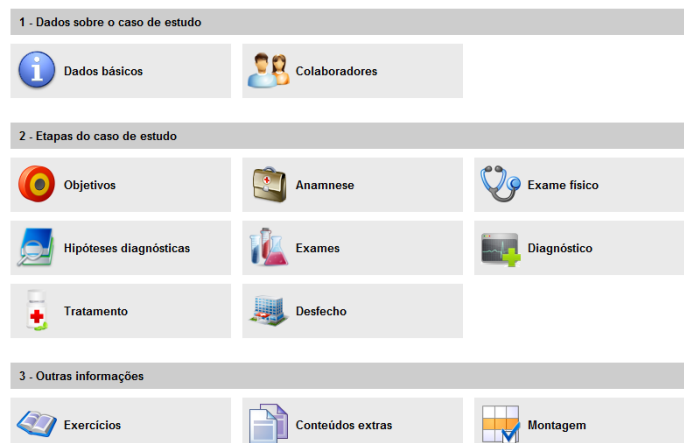 1 - Dados sobre o caso de estudo
Dados básicos
Colaboradores
2 - Etapas do caso de estudo
Objetivos
Anamnese
Exame físico
Hipóteses diagnósticas
Exames
Diagnóstico
Tratamento
Desfecho
3 - Outras informações
Exercícios
Conteúdos extras
Montagem